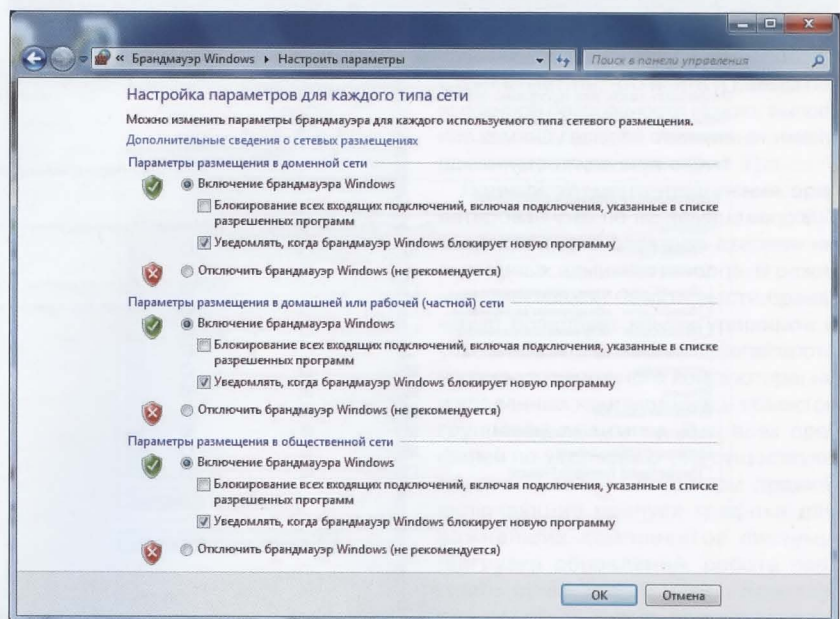 « Брандмауэр Windows ▸ Настроить параметры
Поиск в панели управления
Настройка параметров для каждого типа сети
Можно изменить параметры брандмауэра для каждого используемого типа сетевого размещения.
Дополнительные сведения о сетевых размещениях
Параметры размещения в доменной сети
Включение брандмауэра Windows
Блокирование всех входящих подключений, включая подключения, указанные в списке
разрешенных программ
Уведомлять, когда брандмауэр Windows блокирует новую программу
Отключить брандмауэр Windows (не рекомендуется)
Параметры размещения в домашней или рабочей (частной) сети
Включение брандмауэра Windows
Блокирование всех входящих подключений, включая подключения, указанные в списке
разрешенных программ
Уведомлять, когда брандмауэр Windows блокирует новую программу
Отключить брандмауэр Windows (не рекомендуется)
Параметры размещения в общественной сети
Включение брандмауэра Windows
Блокирование всех входящих подключений, включая подключения, указанные в списке
разрешенных программ
Уведомлять, когда брандмауэр Windows блокирует новую программу
Отключить брандмауэр Windows (не рекомендуется)
ОК
Отмена